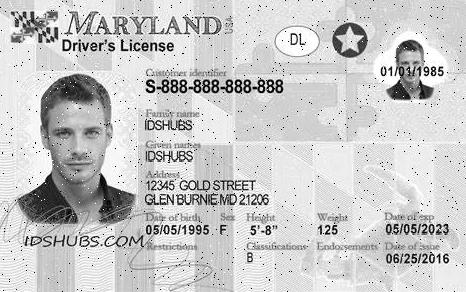 MARYLAND USA
Driver's License
DL
01/01/1985
Customer identifier
S-888-888-888-888
Family name
IDSHUBS
Given names
IDSHUBS
Address
12345 GOLD STREET
GLEN BURNIE MD 21206
Date of birth Sex Height Weight Date of exp
05/05/1995 F 5'-8" 125 05/05/2023
IDSHUBS.COM
Restrictions Classifications Endorsements Date of Issue
B 06/25/2016